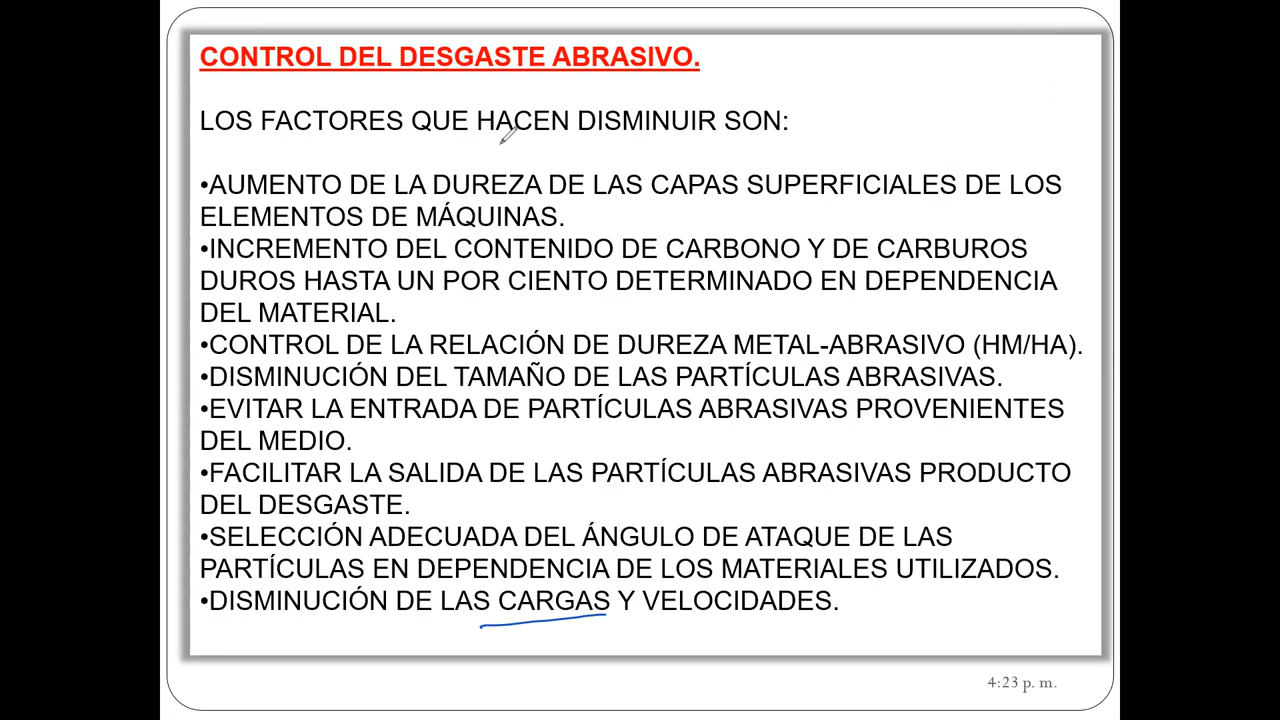 CONTROL DEL DESGASTE ABRASIVO.
LOS FACTORES QUE HACEN DISMINUIR SON:
•AUMENTO DE LA DUREZA DE LAS CAPAS SUPERFICIALES DE LOS
ELEMENTOS DE MÁQUINAS.
•INCREMENTO DEL CONTENIDO DE CARBONO Y DE CARBUROS
DUROS HASTA UN POR CIENTO DETERMINADO EN DEPENDENCIA
DEL MATERIAL.
•CONTROL DE LA RELACIÓN DE DUREZA METAL-ABRASIVO (HM/HA).
•DISMINUCIÓN DEL TAMAÑO DE LAS PARTÍCULAS ABRASIVAS.
•EVITAR LA ENTRADA DE PARTÍCULAS ABRASIVAS PROVENIENTES
DEL MEDIO.
•FACILITAR LA SALIDA DE LAS PARTÍCULAS ABRASIVAS PRODUCTO
DEL DESGASTE.
•SELECCIÓN ADECUADA DEL ÁNGULO DE ATAQUE DE LAS
PARTÍCULAS EN DEPENDENCIA DE LOS MATERIALES UTILIZADOS.
•DISMINUCIÓN DE LAS CARGAS Y VELOCIDADES.
4:23 p. m.